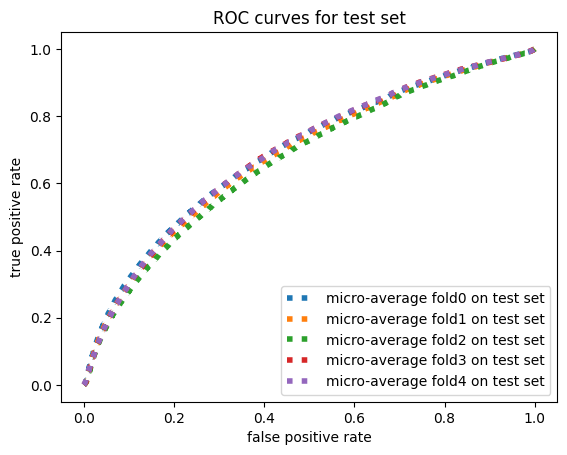 ROC curves for test set
1.0
0.8
0.6
0.4
0.2
0.0
true positive rate
micro-average fold0 on test set
micro-average fold1 on test set
micro-average fold2 on test set
micro-average fold3 on test set
micro-average fold4 on test set
0.0 0.2 0.4 0.6 0.8 1.0
false positive rate